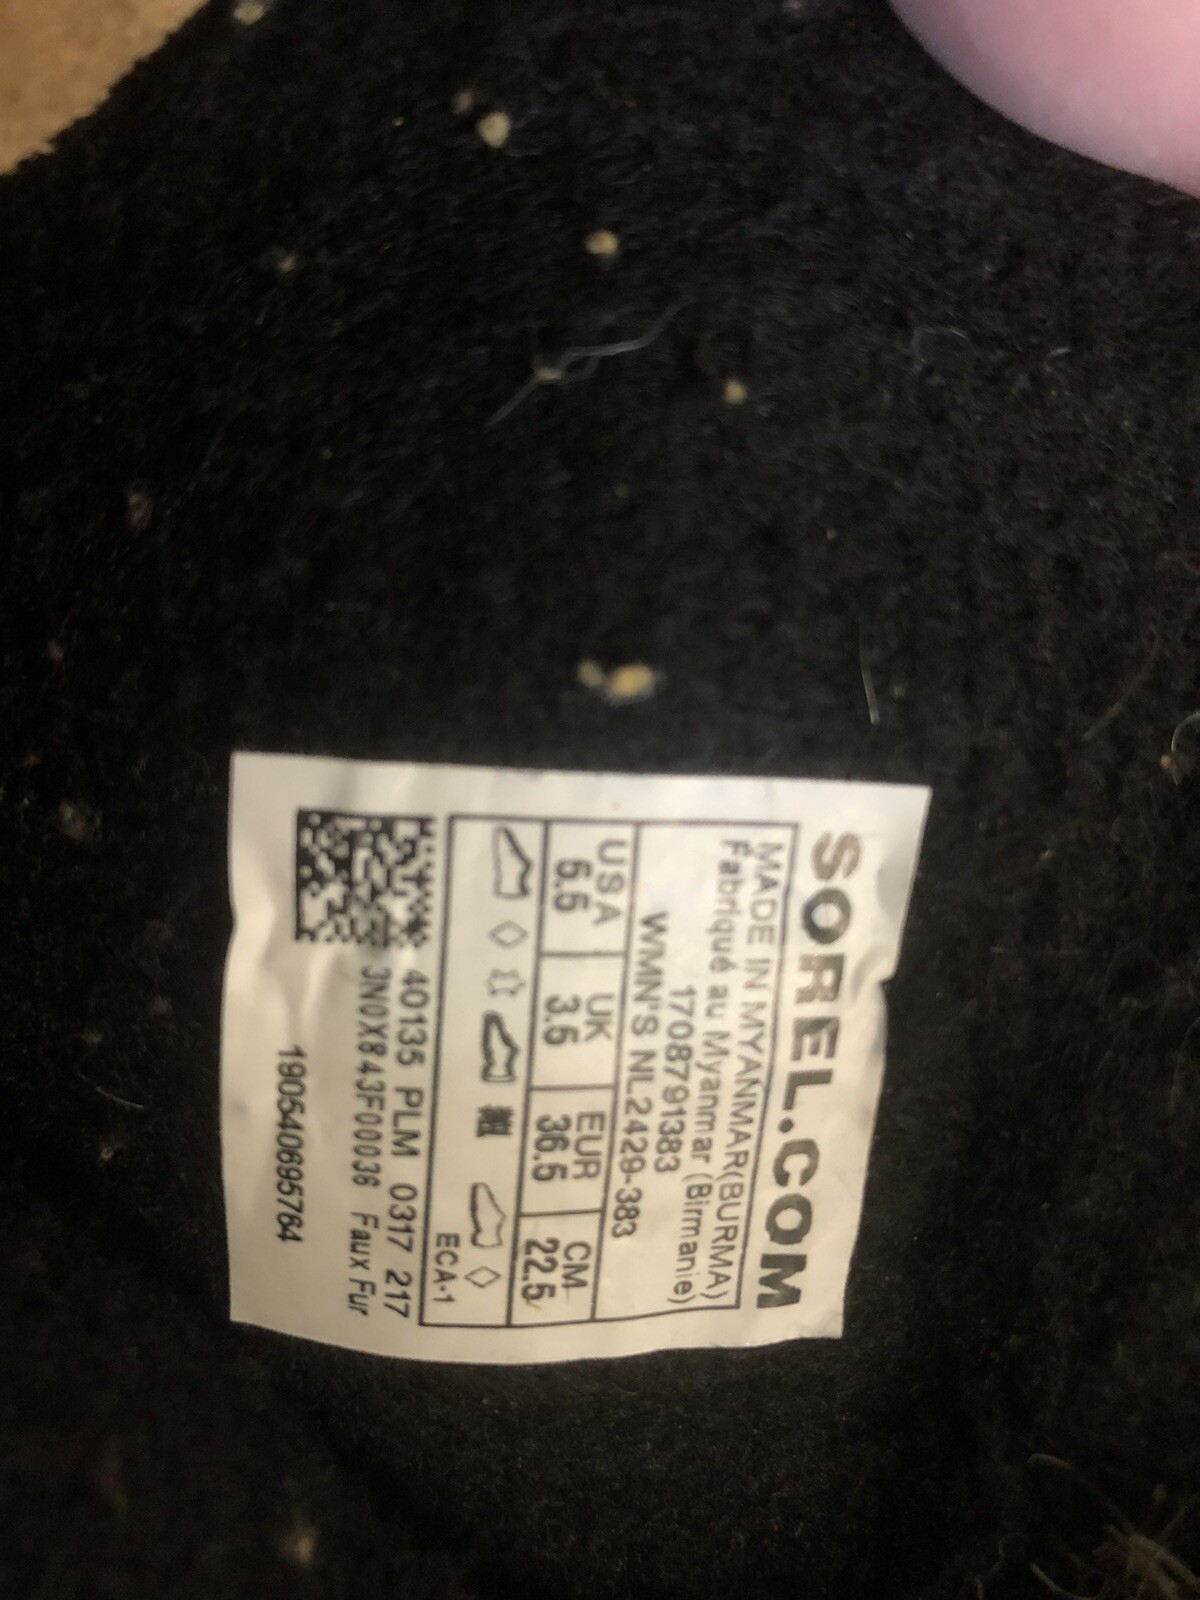 SOREL.COM
MADE IN MYANMAR(BURMA)
Fabriqué au Myanmar (Birmanie)
1708791383
WMN'S NL2429-383
USA UK EUR CM
5.5 3.5 36.5 22.5
ECA-1
40135 PLM 0317 217
3N0X843F00036 Faux Fur
190540695764